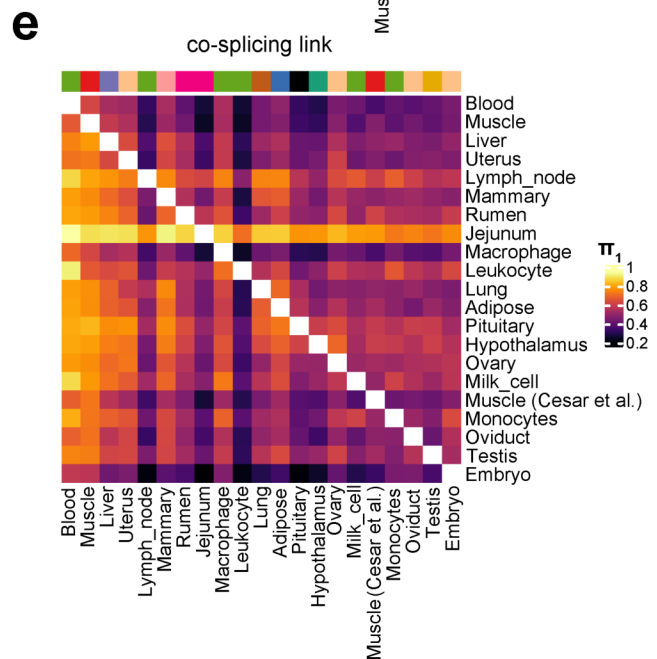 e
Mus
co-splicing link
Blood
Muscle
Liver
Uterus
Lymph_node
Mammary
Rumen
Jejunum
Macrophage
Leukocyte
Lung
Adipose
Pituitary
Hypothalamus
Ovary
Milk_cell
Muscle (Cesar et al.)
Monocytes
Oviduct
Testis
Embryo
π1
1
0.8
0.6
0.4
0.2
Blood
Muscle
Liver
Uterus
Lymph_node
Mammary
Rumen
Jejunum
Macrophage
Leukocyte
Lung
Adipose
Pituitary
Hypothalamus
Ovary
Milk_cell
Muscle (Cesar et al.)
Monocytes
Oviduct
Testis
Embryo